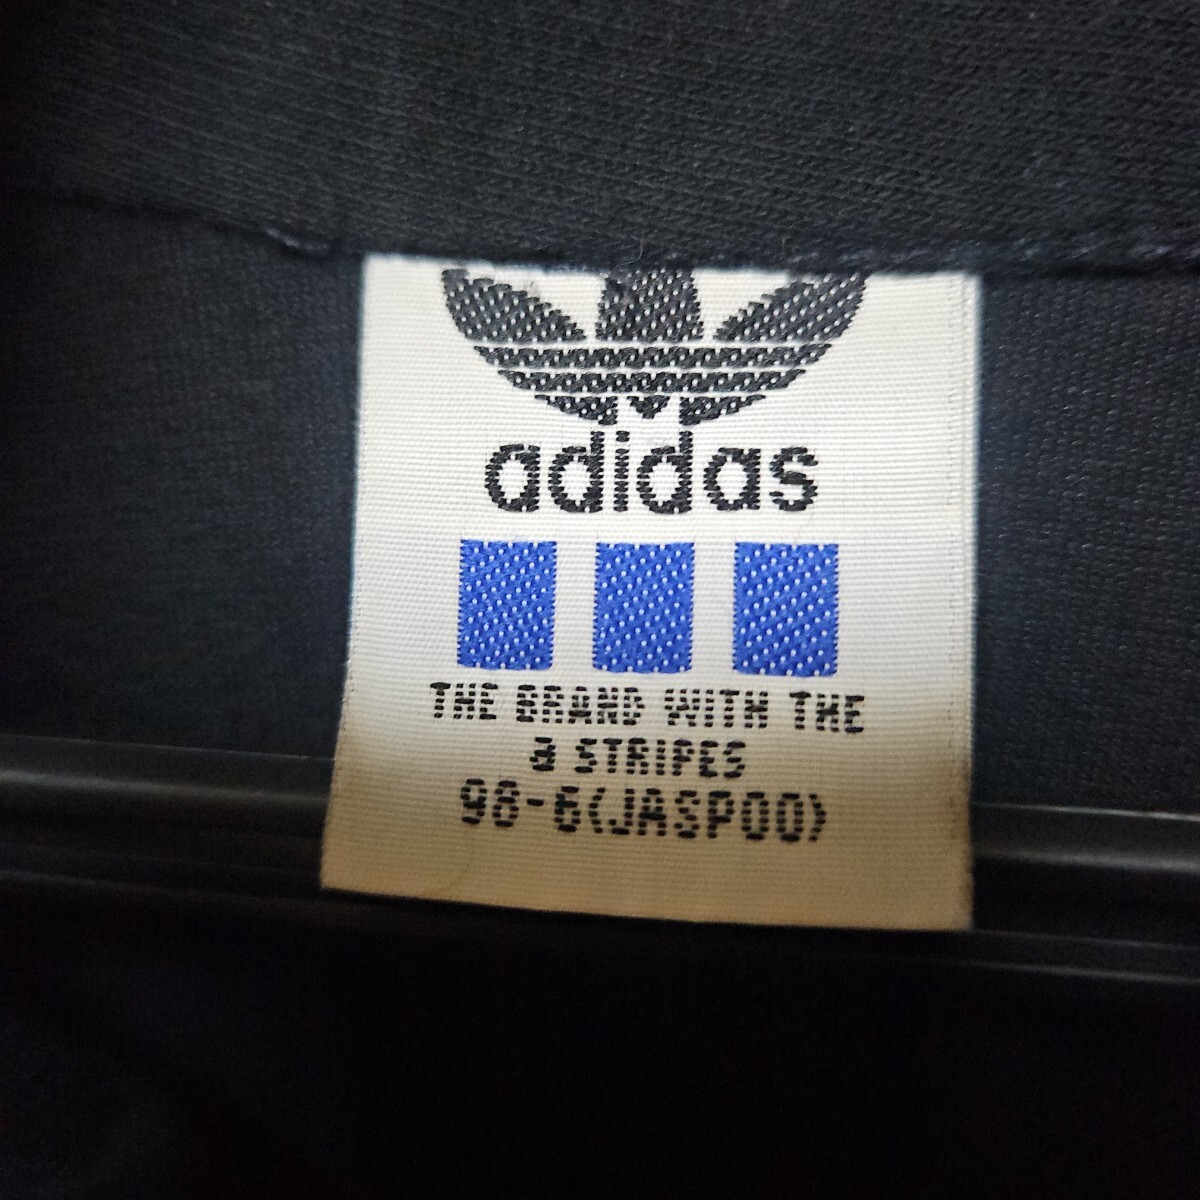 adidas
THE BRAND WITH THE
3 STRIPES
98-6(JASPOO)